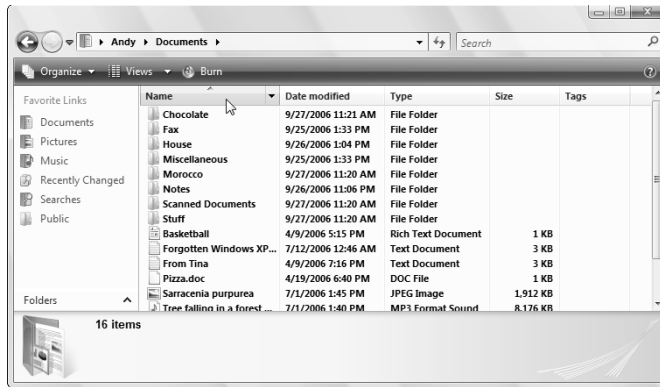 Andy Documents
Search
Organize Views Burn
Favorite Links
Documents
Pictures
Music
Recently Changed
Searches
Public
Folders
Name Date modified Type Size Tags
Chocolate 9/27/2006 11:21 AM File Folder
Fax 9/25/2006 1:33 PM File Folder
House 9/26/2006 1:04 PM File Folder
Miscellaneous 9/25/2006 1:33 PM File Folder
Morocco 9/27/2006 11:20 AM File Folder
Notes 9/26/2006 11:06 PM File Folder
Scanned Documents 9/27/2006 11:20 AM File Folder
Stuff 9/27/2006 11:20 AM File Folder
Basketball 4/9/2006 5:15 PM Rich Text Document 1 KB
Forgotten Windows XP... 7/12/2006 12:46 AM Text Document 3 KB
From Tina 4/9/2006 7:16 PM Text Document 3 KB
Pizza.doc 4/19/2006 6:40 PM DOC File 1 KB
Sarracenia purpurea 7/1/2006 1:45 PM JPEG Image 1,912 KB
Tree falling in a forest ... 7/1/2006 1:40 PM MP3 Format Sound 8,176 KB
16 items